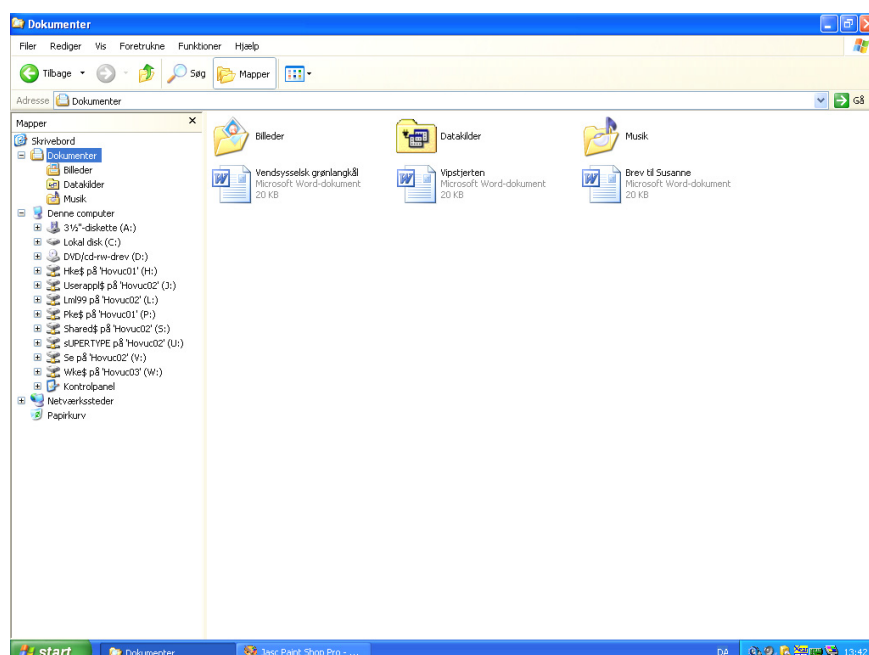 Dokumenter
Filer Rediger Vis Foretrukne Funktioner Hjælp
Tilbage Søg Mapper
Adresse Dokumenter Gå
Mapper
Skrivebord
Dokumenter
Billeder
Datakilder
Musik
Denne computer
3½"-diskette (A:)
Lokal disk (C:)
DVD/cd-rw-drev (D:)
Hke$ på 'Hovuc01' (H:)
Userappl$ på 'Hovuc02' (J:)
Lml99 på 'Hovuc02' (L:)
Pke$ på 'Hovuc01' (P:)
Shared$ på 'Hovuc02' (S:)
sUPERTYPE på 'Hovuc02' (U:)
Se på 'Hovuc02' (V:)
Wke$ på 'Hovuc03' (W:)
Kontrolpanel
Netværkssteder
Papirkurv
Billeder
Datakilder
Musik
Vendsysselsk grønlangkål
Microsoft Word-dokument
20 KB
Vipstjerten
Microsoft Word-dokument
20 KB
Brev til Susanne
Microsoft Word-dokument
20 KB
start Dokumenter Jasc Paint Shop Pro - ... DA 13:42